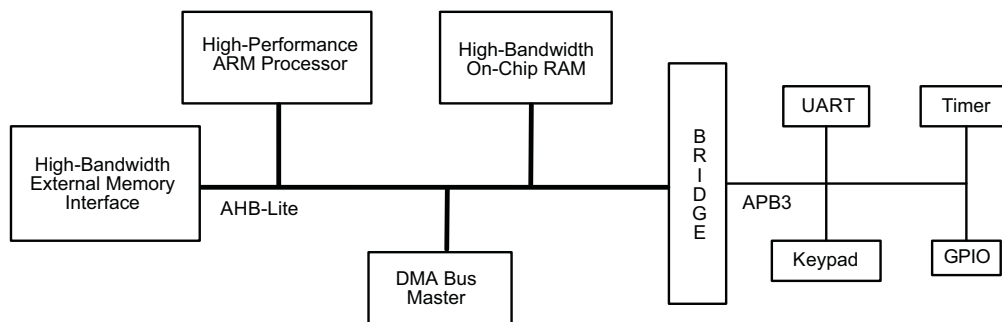 High-Performance
ARM Processor
High-Bandwidth
On-Chip RAM
High-Bandwidth
External Memory
Interface
AHB-Lite
DMA Bus
Master
B
R
I
D
G
E
APB3
UART
Timer
Keypad
GPIO